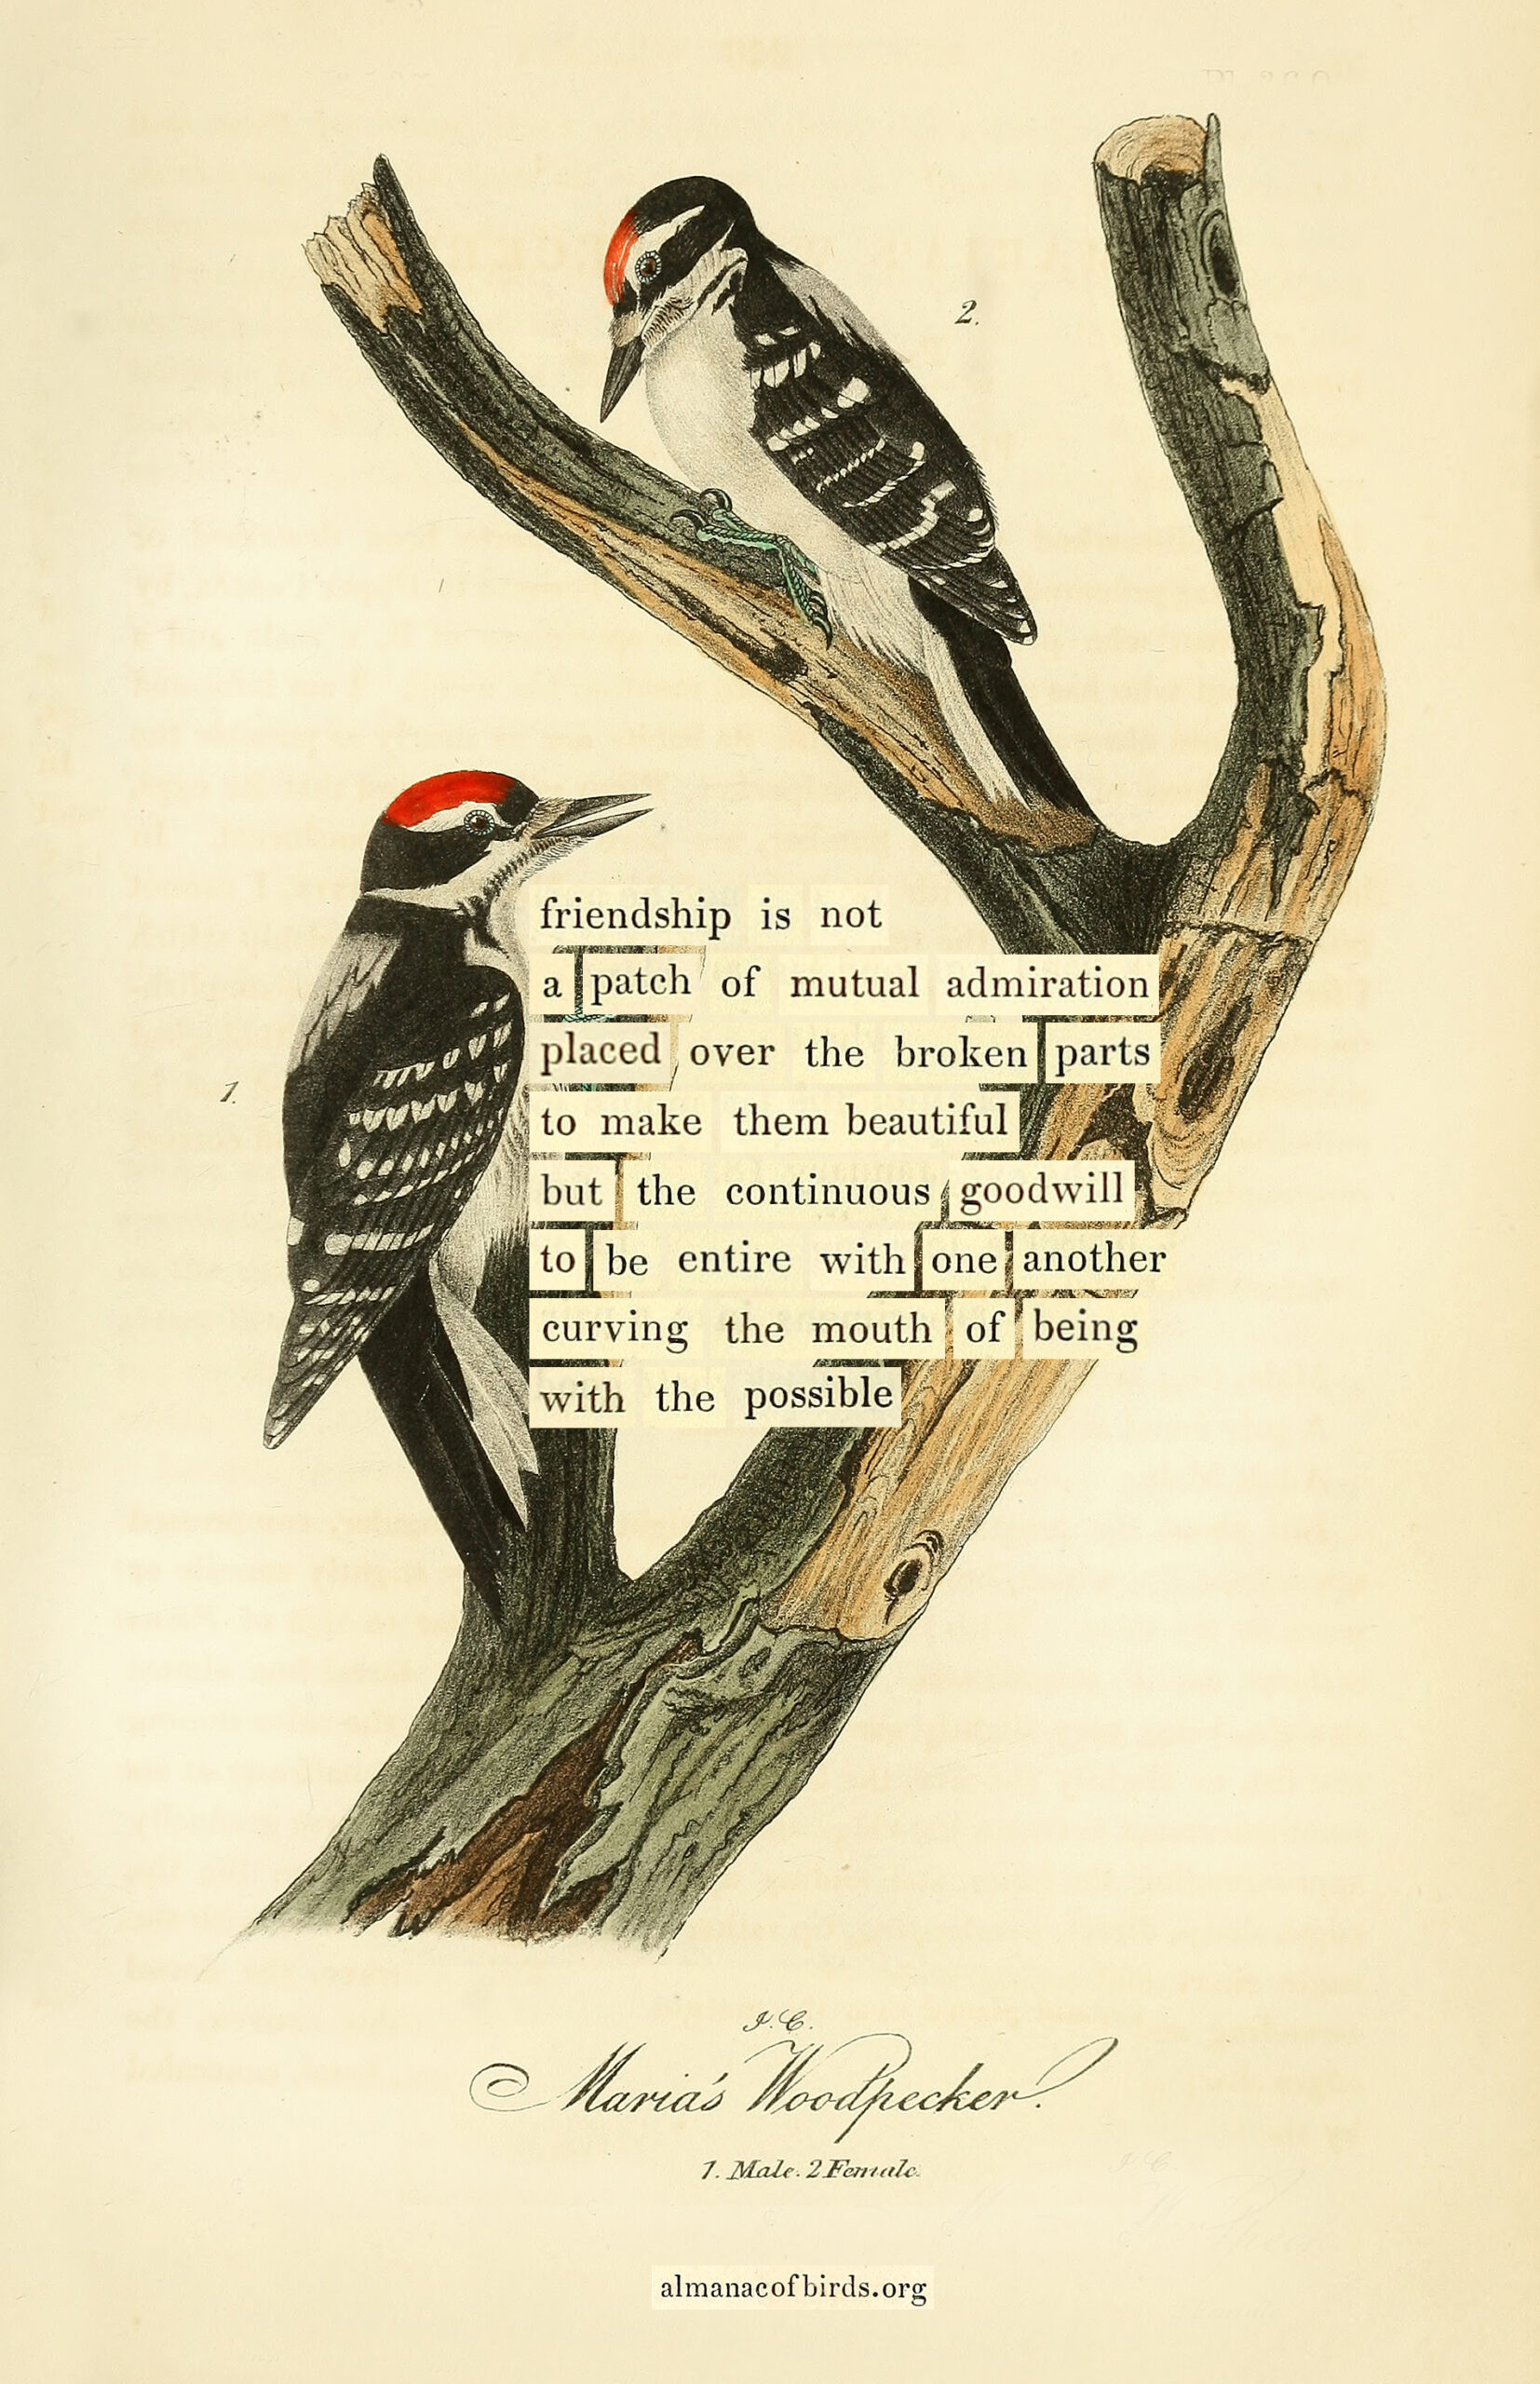 2.
friendship is not
a patch of mutual admiration
placed over the broken parts
1.
to make them beautiful
but the continuous goodwill
to be entire with one another
curving the mouth of being
with the possible
J. C.
Maria's Woodpecker.
1. Male. 2 Female.
almanacofbirds.org